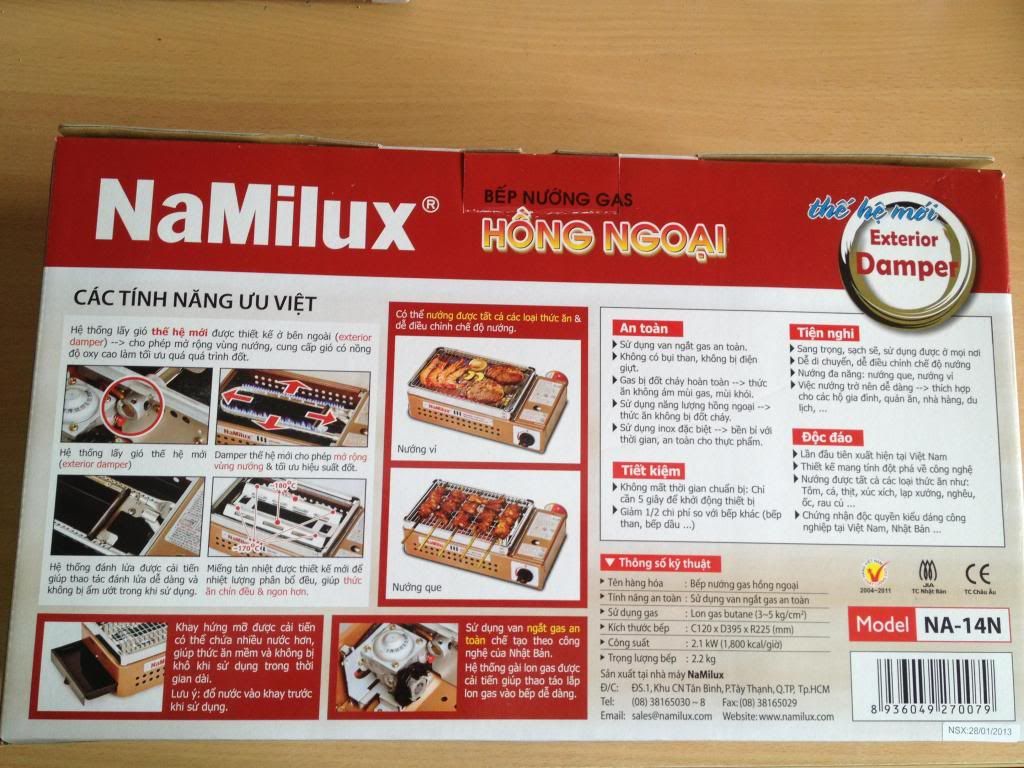 NaMilux®
BẾP NƯỚNG GAS
HỒNG NGOẠI
thế hệ mới
Exterior
Damper
CÁC TÍNH NĂNG ƯU VIỆT
Hệ thống lấy gió thế hệ mới được thiết kế ở bên ngoài (exterior
damper) --> cho phép mở rộng vùng nướng, cung cấp gió có nồng
độ oxy cao làm tối ưu quá quá trình đốt.
NaMilux
Hệ thống lấy gió thế hệ mới
(exterior damper)
Damper thế hệ mới cho phép mở rộng
vùng nướng & tối ưu hiệu suất đốt.
~180°C
~170°C
Hệ thống đánh lửa được cải tiến
giúp thao tác đánh lửa dễ dàng và
không bị ẩm ướt trong khi sử dụng.
Miếng tản nhiệt được thiết kế mới để
nhiệt lượng phân bổ đều, giúp thức
ăn chín đều & ngon hơn.
Khay hứng mỡ được cải tiến
có thể chứa nhiều nước hơn,
giúp thức ăn mềm và không bị
khô khi sử dụng trong thời
gian dài.
Lưu ý: đổ nước vào khay trước
khi sử dụng.
Có thể nướng được tất cả các loại thức ăn &
dễ điều chỉnh chế độ nướng.
NaMilux
Nướng vỉ
NaMilux
Nướng que
Sử dụng van ngắt gas an
toàn chế tạo theo công
nghệ của Nhật Bản.
Hệ thống gài lon gas được
cải tiến giúp thao táo lắp
lon gas vào bếp dễ dàng.
An toàn
Sử dụng van ngắt gas an toàn.
Không có bụi than, không bị điện
giựt.
Gas bị đốt cháy hoàn toàn --> thức
ăn không ám mùi gas, mùi khói.
Sử dụng năng lượng hồng ngoại -->
thức ăn không bị đốt cháy.
Sử dụng inox đặc biệt --> bền bỉ với
thời gian, an toàn cho thực phẩm.
Tiết kiệm
Không mất thời gian chuẩn bị: Chỉ
cần 5 giây để khởi động thiết bị
Giảm 1/2 chi phí so với bếp khác (bếp
than, bếp dầu ...)
Tiện nghi
Sang trọng, sạch sẽ, sử dụng được ở mọi nơi
Dễ di chuyển, dễ điều chỉnh chế độ nướng
Nướng đa năng: nướng que, nướng vỉ
Việc nướng trở nên dễ dàng --> thích hợp
cho các hộ gia đình, quán ăn, nhà hàng, du
lịch, ...
Độc đáo
Lần đầu tiên xuất hiện tại Việt Nam
Thiết kế mang tính đột phá về công nghệ
Nướng được tất cả các loại thức ăn như:
Tôm, cá, thịt, xúc xích, lạp xưởng, nghêu,
ốc, rau củ ...
Chứng nhận độc quyền kiểu dáng công
nghiệp tại Việt Nam, Nhật Bản ...
Thông số kỹ thuật
Tên hàng hóa : Bếp nướng gas hồng ngoại
Tính năng an toàn : Sử dụng van ngắt gas an toàn
Sử dụng gas : Lon gas butane (3~5 kg/cm²)
Kích thước bếp : C120 x D395 x R225 (mm)
Công suất : 2.1 kW (1,800 kcal/giờ)
Trọng lượng bếp : 2.2 kg
Sản xuất tại nhà máy NaMilux
Đ/C: ĐS.1, Khu CN Tân Bình, P.Tây Thạnh, Q.TP, Tp.HCM
Tel: (08) 38165030 ~ 8 Fax: (08) 38165029
Email: sales@namilux.com Website: www.namilux.com
2004-2011
JIA
TC Nhật Bản
CE
TC Châu Âu
Model NA-14N
8 936049 270079
NSX:28/01/2013